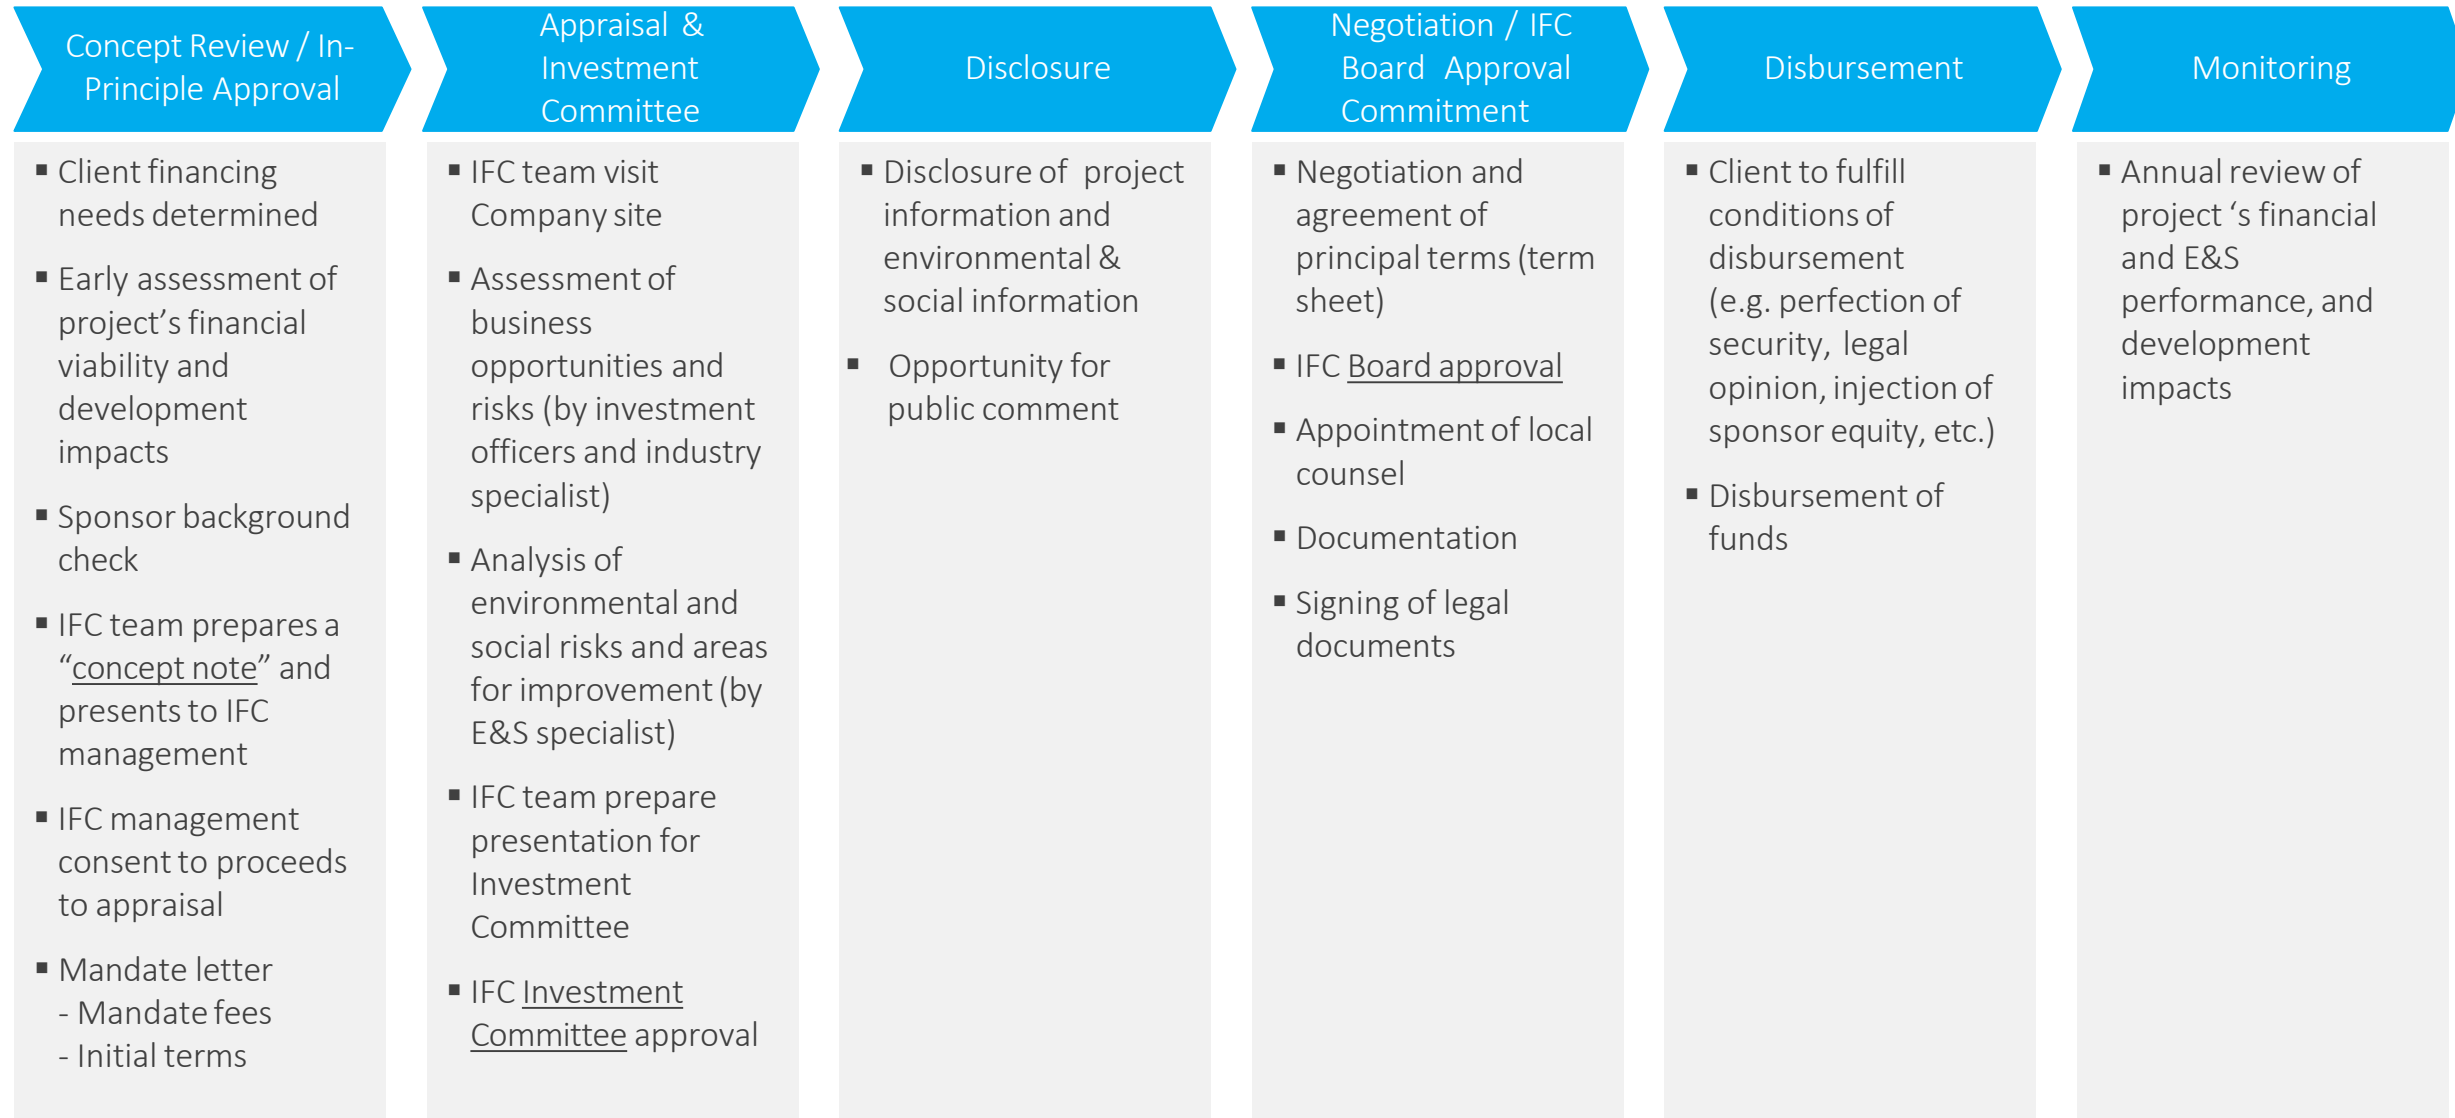 Concept Review / In-
Principle Approval
▪ Client financing
needs determined
▪ Early assessment of
project’s financial
viability and
development
impacts
▪ Sponsor background
check
▪ IFC team prepares a
“concept note” and
presents to IFC
management
▪ IFC management
consent to proceeds
to appraisal
▪ Mandate letter
- Mandate fees
- Initial terms
Appraisal &
Investment
Committee
▪ IFC team visit
Company site
▪ Assessment of
business
opportunities and
risks (by investment
officers and industry
specialist)
▪ Analysis of
environmental and
social risks and areas
for improvement (by
E&S specialist)
▪ IFC team prepare
presentation for
Investment
Committee
▪ IFC Investment
Committee approval
Disclosure
▪ Disclosure of project
information and
environmental &
social information
▪ Opportunity for
public comment
Negotiation / IFC
Board Approval
Commitment
▪ Negotiation and
agreement of
principal terms (term
sheet)
▪ IFC Board approval
▪ Appointment of local
counsel
▪ Documentation
▪ Signing of legal
documents
Disbursement
▪ Client to fulfill
conditions of
disbursement
(e.g. perfection of
security, legal
opinion, injection of
sponsor equity, etc.)
▪ Disbursement of
funds
Monitoring
▪ Annual review of
project ‘s financial
and E&S
performance, and
development
impacts